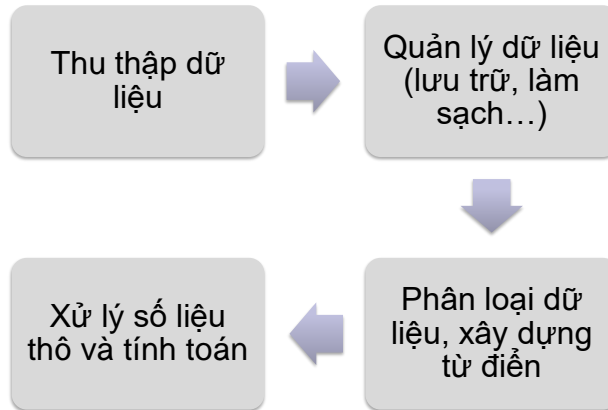 Thu thập dữ
liệu
Quản lý dữ liệu
(lưu trữ, làm
sạch…)
Phân loại dữ
liệu, xây dựng
từ điển
Xử lý số liệu
thô và tính toán